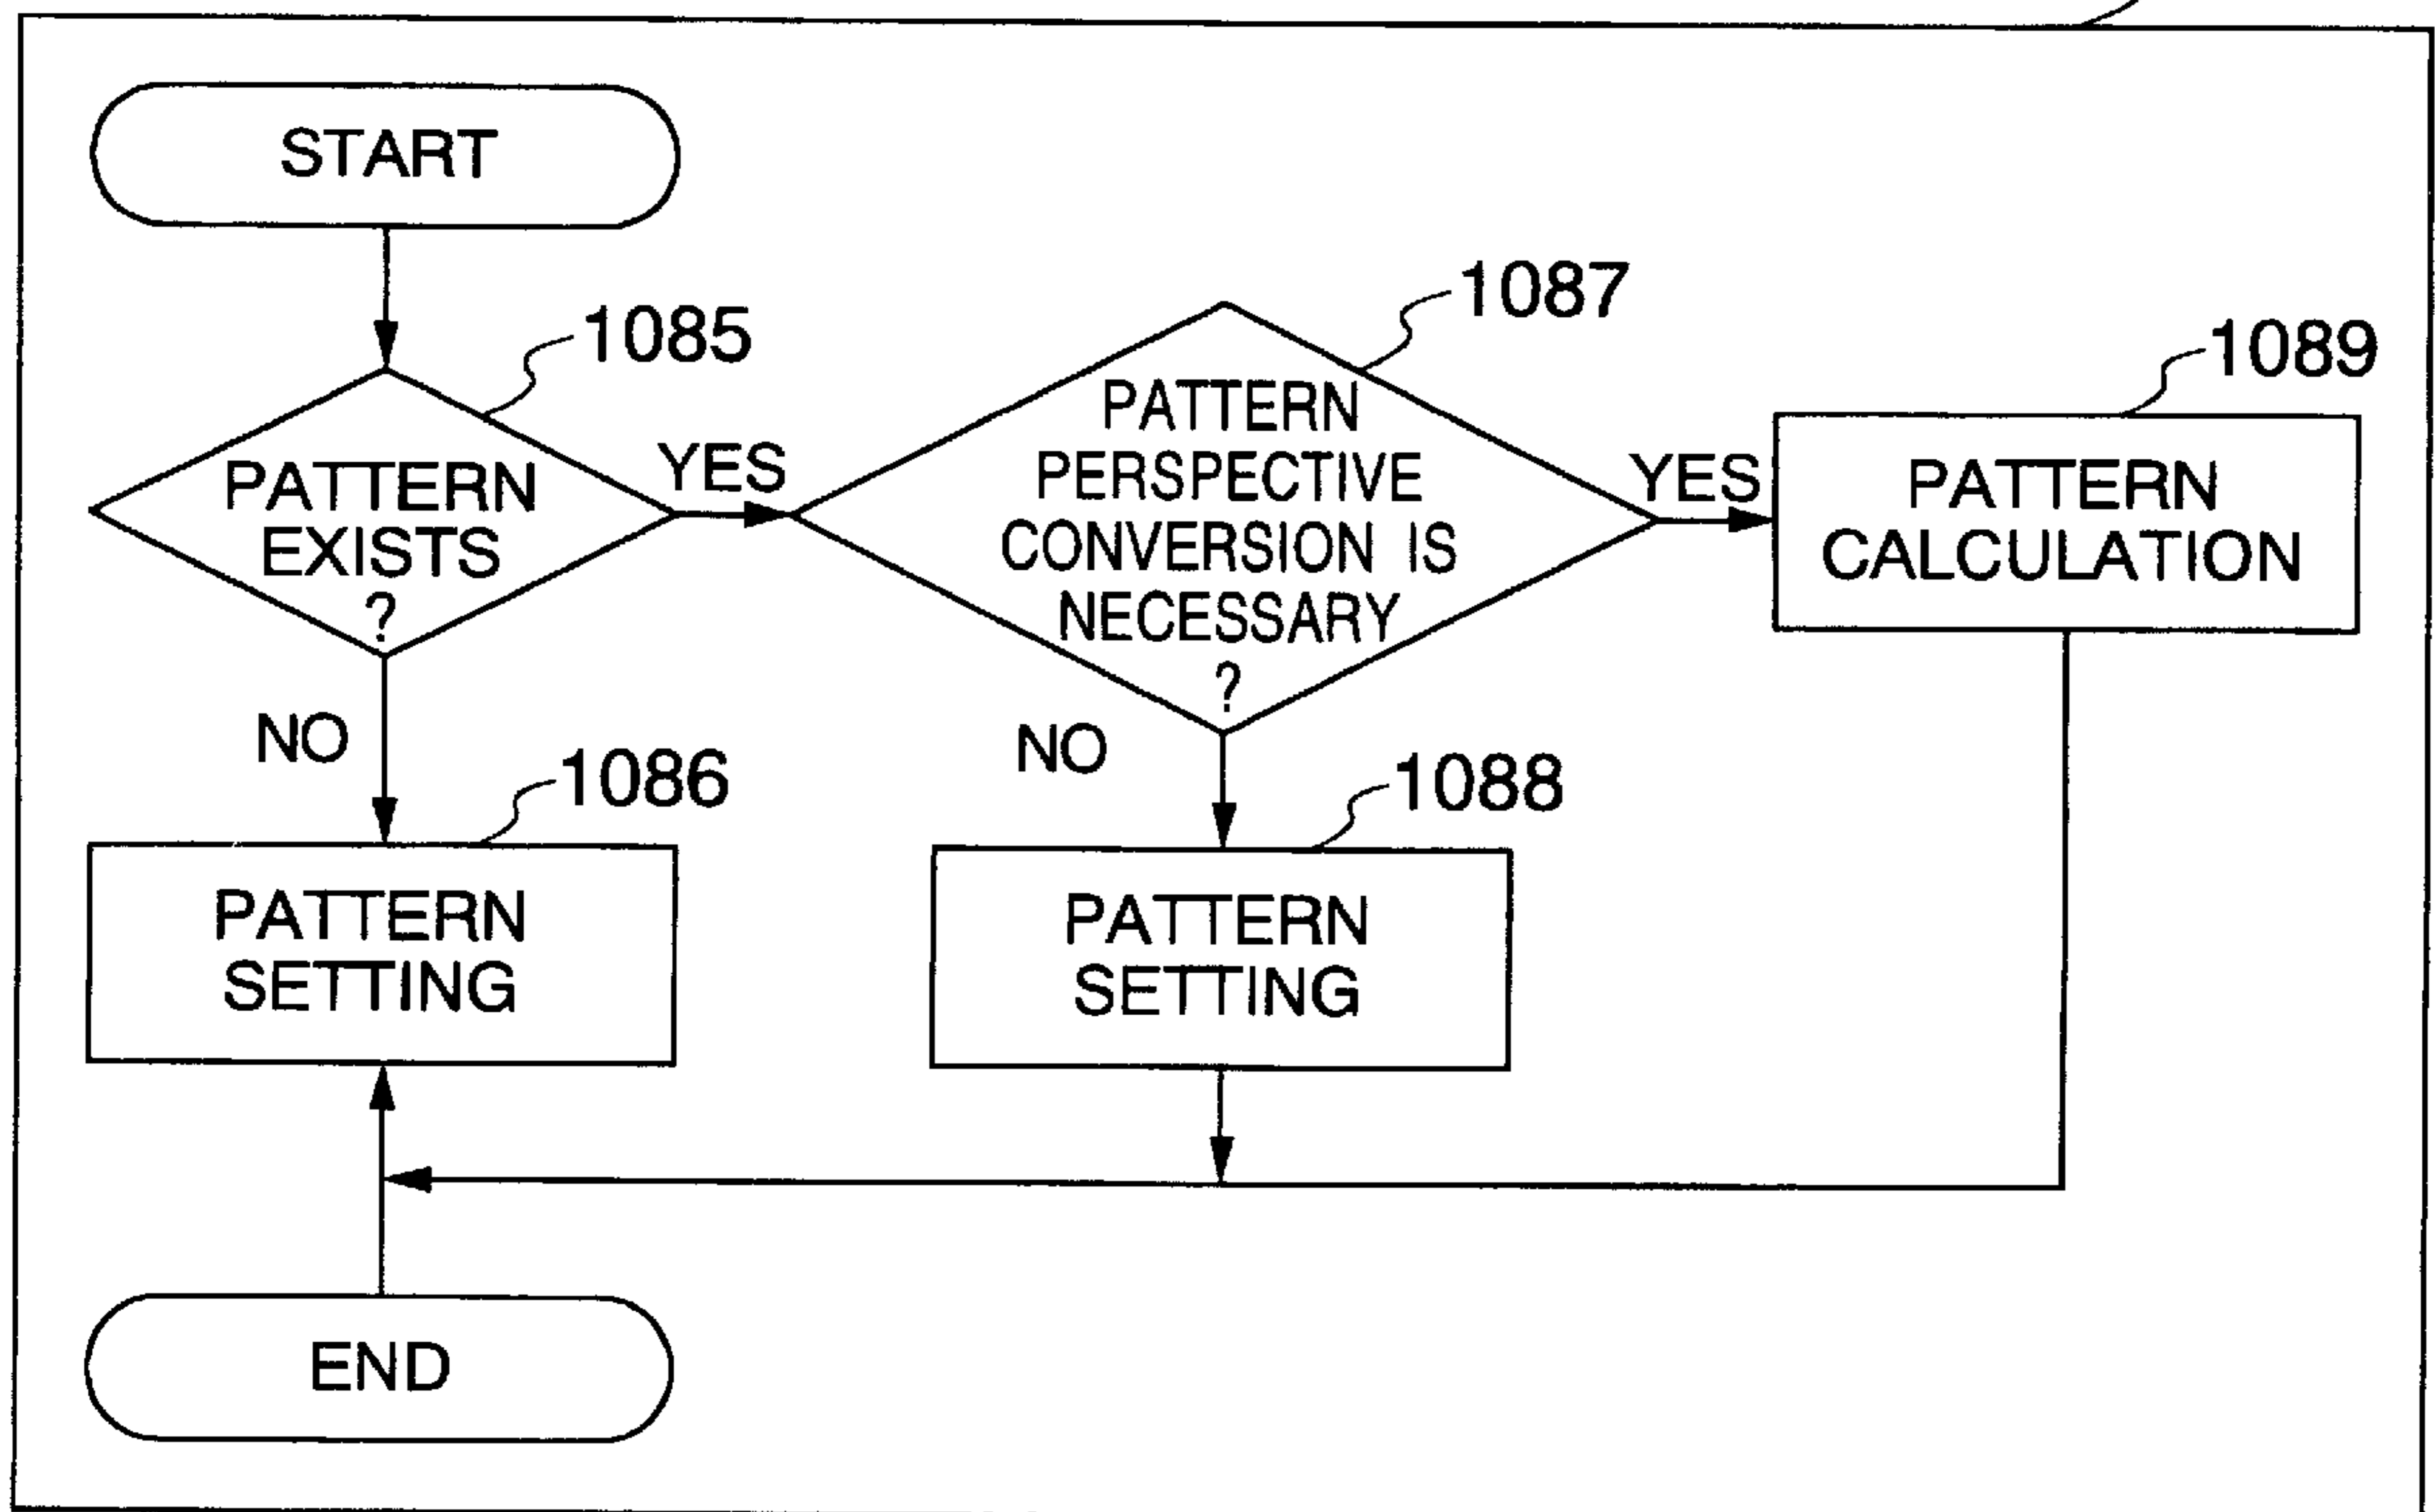 START
1085
PATTERN
EXISTS
?
YES
1087
PATTERN
PERSPECTIVE
CONVERSION IS
NECESSARY
?
YES
1089
PATTERN
CALCULATION
NO
1086
PATTERN
SETTING
NO
1088
PATTERN
SETTING
END